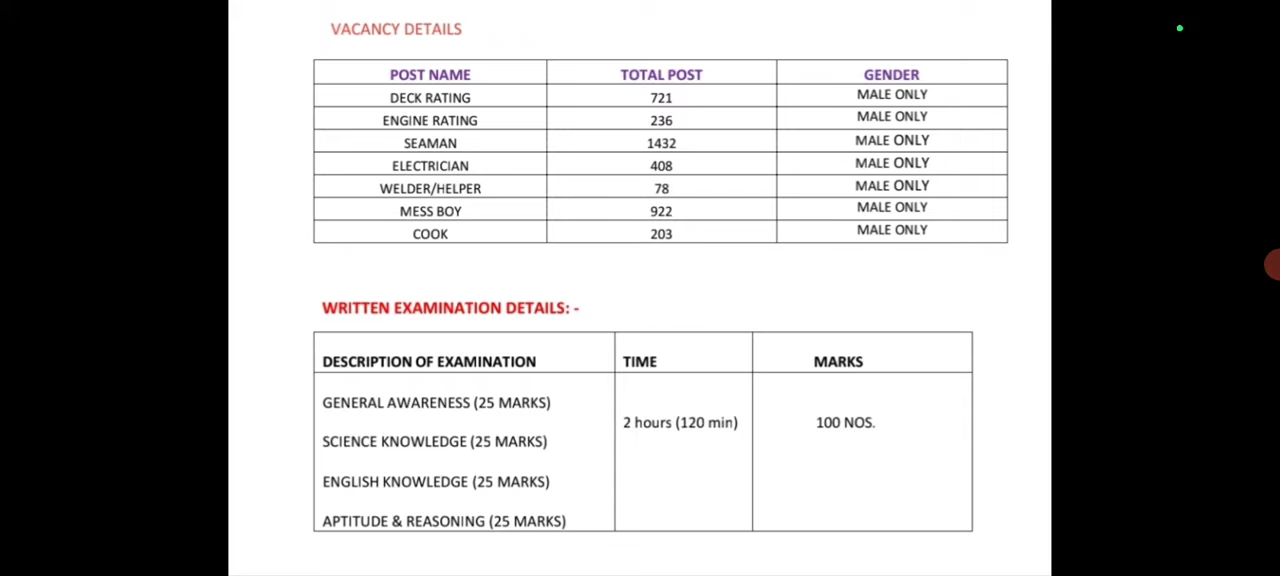 VACANCY DETAILS
POST NAME TOTAL POST GENDER
DECK RATING 721 MALE ONLY
ENGINE RATING 236 MALE ONLY
SEAMAN 1432 MALE ONLY
ELECTRICIAN 408 MALE ONLY
WELDER/HELPER 78 MALE ONLY
MESS BOY 922 MALE ONLY
COOK 203 MALE ONLY
WRITTEN EXAMINATION DETAILS: -
DESCRIPTION OF EXAMINATION TIME MARKS
GENERAL AWARENESS (25 MARKS)
2 hours (120 min) 100 NOS.
SCIENCE KNOWLEDGE (25 MARKS)
ENGLISH KNOWLEDGE (25 MARKS)
APTITUDE & REASONING (25 MARKS)